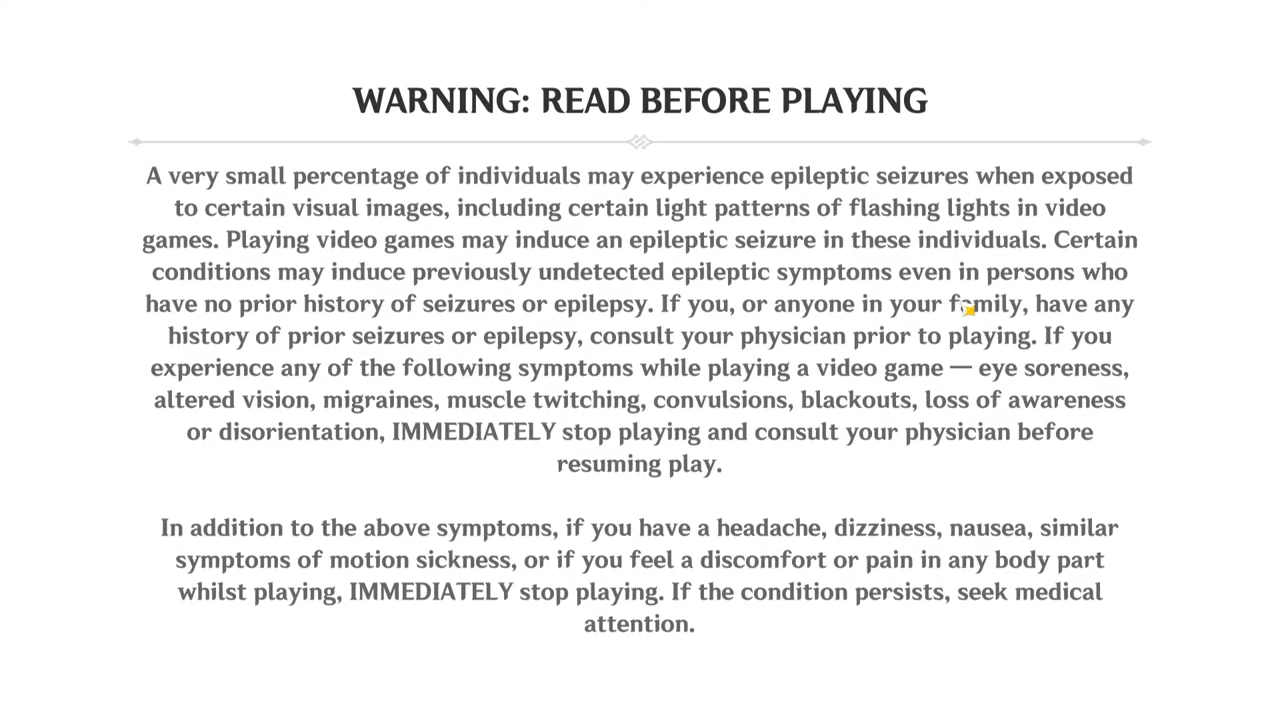 WARNING: READ BEFORE PLAYING
A very small percentage of individuals may experience epileptic seizures when exposed
to certain visual images, including certain light patterns of flashing lights in video
games. Playing video games may induce an epileptic seizure in these individuals. Certain
conditions may induce previously undetected epileptic symptoms even in persons who
have no prior history of seizures or epilepsy. If you, or anyone in your family, have any
history of prior seizures or epilepsy, consult your physician prior to playing. If you
experience any of the following symptoms while playing a video game — eye soreness,
altered vision, migraines, muscle twitching, convulsions, blackouts, loss of awareness
or disorientation, IMMEDIATELY stop playing and consult your physician before
resuming play.
In addition to the above symptoms, if you have a headache, dizziness, nausea, similar
symptoms of motion sickness, or if you feel a discomfort or pain in any body part
whilst playing, IMMEDIATELY stop playing. If the condition persists, seek medical
attention.